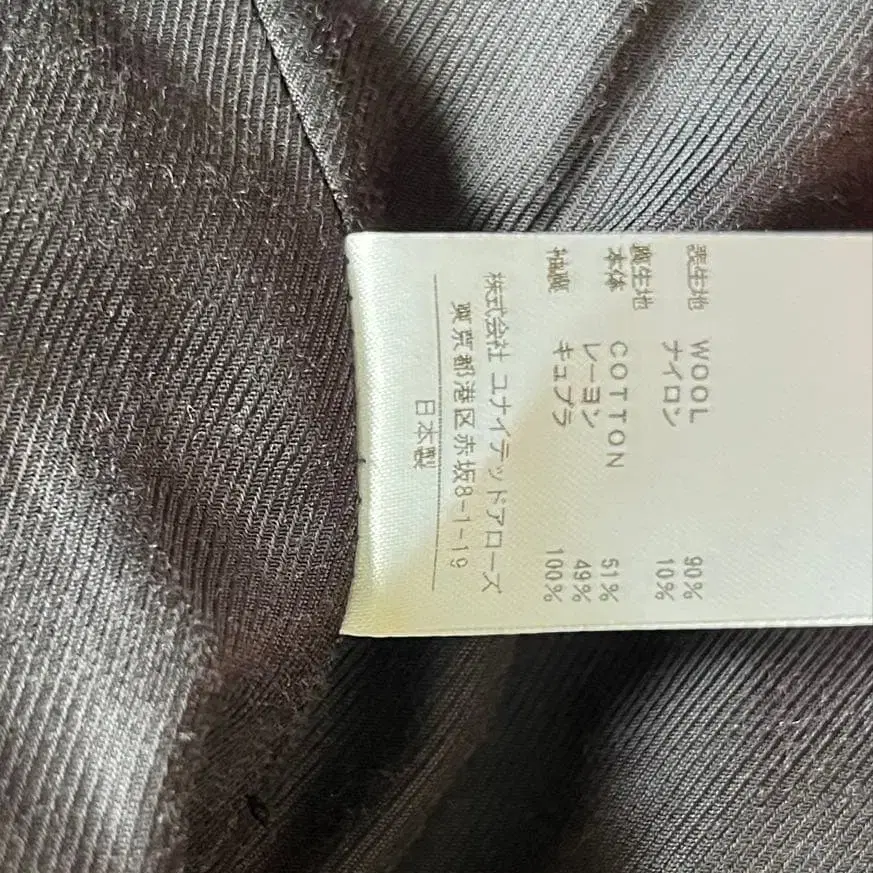 表生地 WOOL 90%
ナイロン 10%
裏生地
本体 COTTON 51%
レーヨン 49%
袖裏 キュプラ 100%
株式会社 ユナイテッドアローズ
東京都港区赤坂8-1-19
日本製